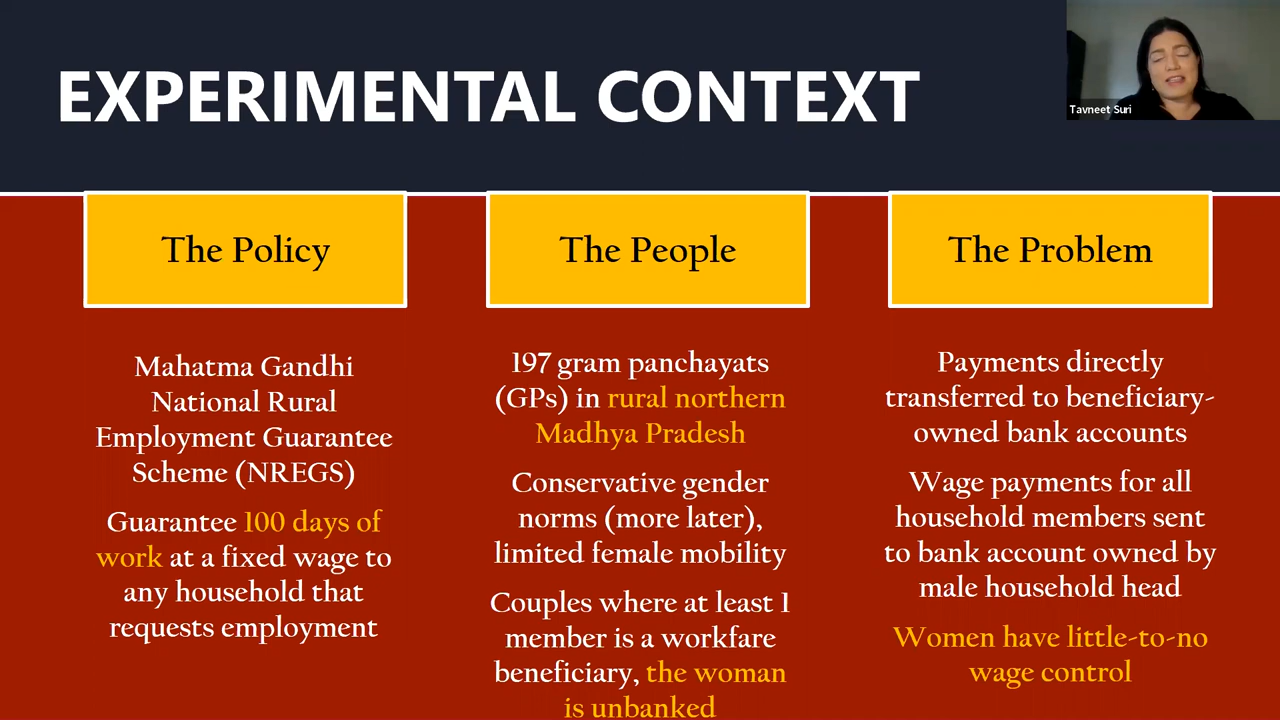 EXPERIMENTAL CONTEXT
Tavneet Suri
The Policy
Mahatma Gandhi
National Rural
Employment Guarantee
Scheme (NREGS)
Guarantee 100 days of
work at a fixed wage to
any household that
requests employment
The People
197 gram panchayats
(GPs) in rural northern
Madhya Pradesh
Conservative gender
norms (more later),
limited female mobility
Couples where at least 1
member is a workfare
beneficiary, the woman
is unbanked
The Problem
Payments directly
transferred to beneficiary-
owned bank accounts
Wage payments for all
household members sent
to bank account owned by
male household head
Women have little-to-no
wage control